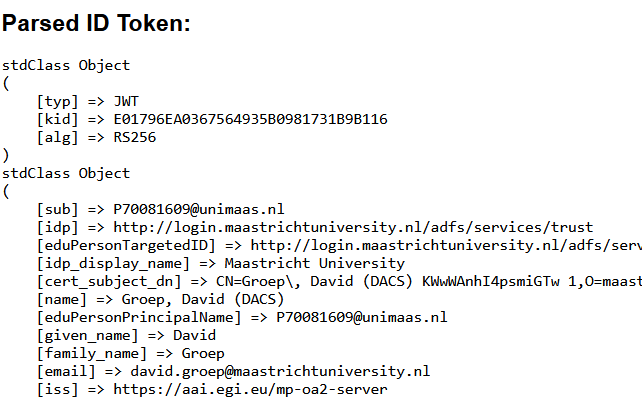 Parsed ID Token:
stdClass Object
(
[typ] => JWT
[kid] => E01796EA0367564935B0981731B9B116
[alg] => RS256
)
stdClass Object
(
[sub] => P70081609@unimaas.nl
[idp] => http://login.maastrichtuniversity.nl/adfs/services/trust
[eduPersonTargetedID] => http://login.maastrichtuniversity.nl/adfs/serv
[idp_display_name] => Maastricht University
[cert_subject_dn] => CN=Groep\, David (DACS) KWwWAnhI4psmiGTw 1,O=maast
[name] => Groep, David (DACS)
[eduPersonPrincipalName] => P70081609@unimaas.nl
[given_name] => David
[family_name] => Groep
[email] => david.groep@maastrichtuniversity.nl
[iss] => https://aai.egi.eu/mp-oa2-server